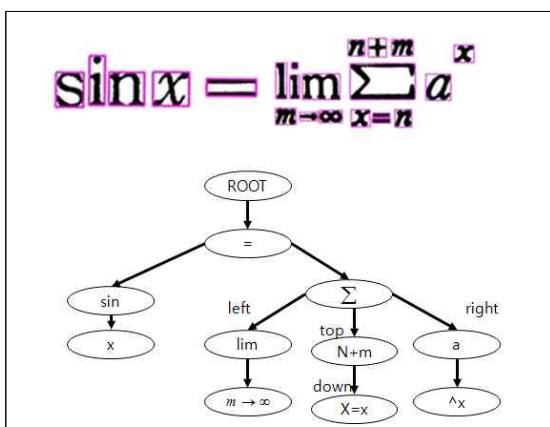 n+m
sin x = lim ∑ a^x
m→∞ x=n
ROOT
=
sin
∑
left
right
x
lim
top
N+m
a
down
m → ∞
X=x
^x